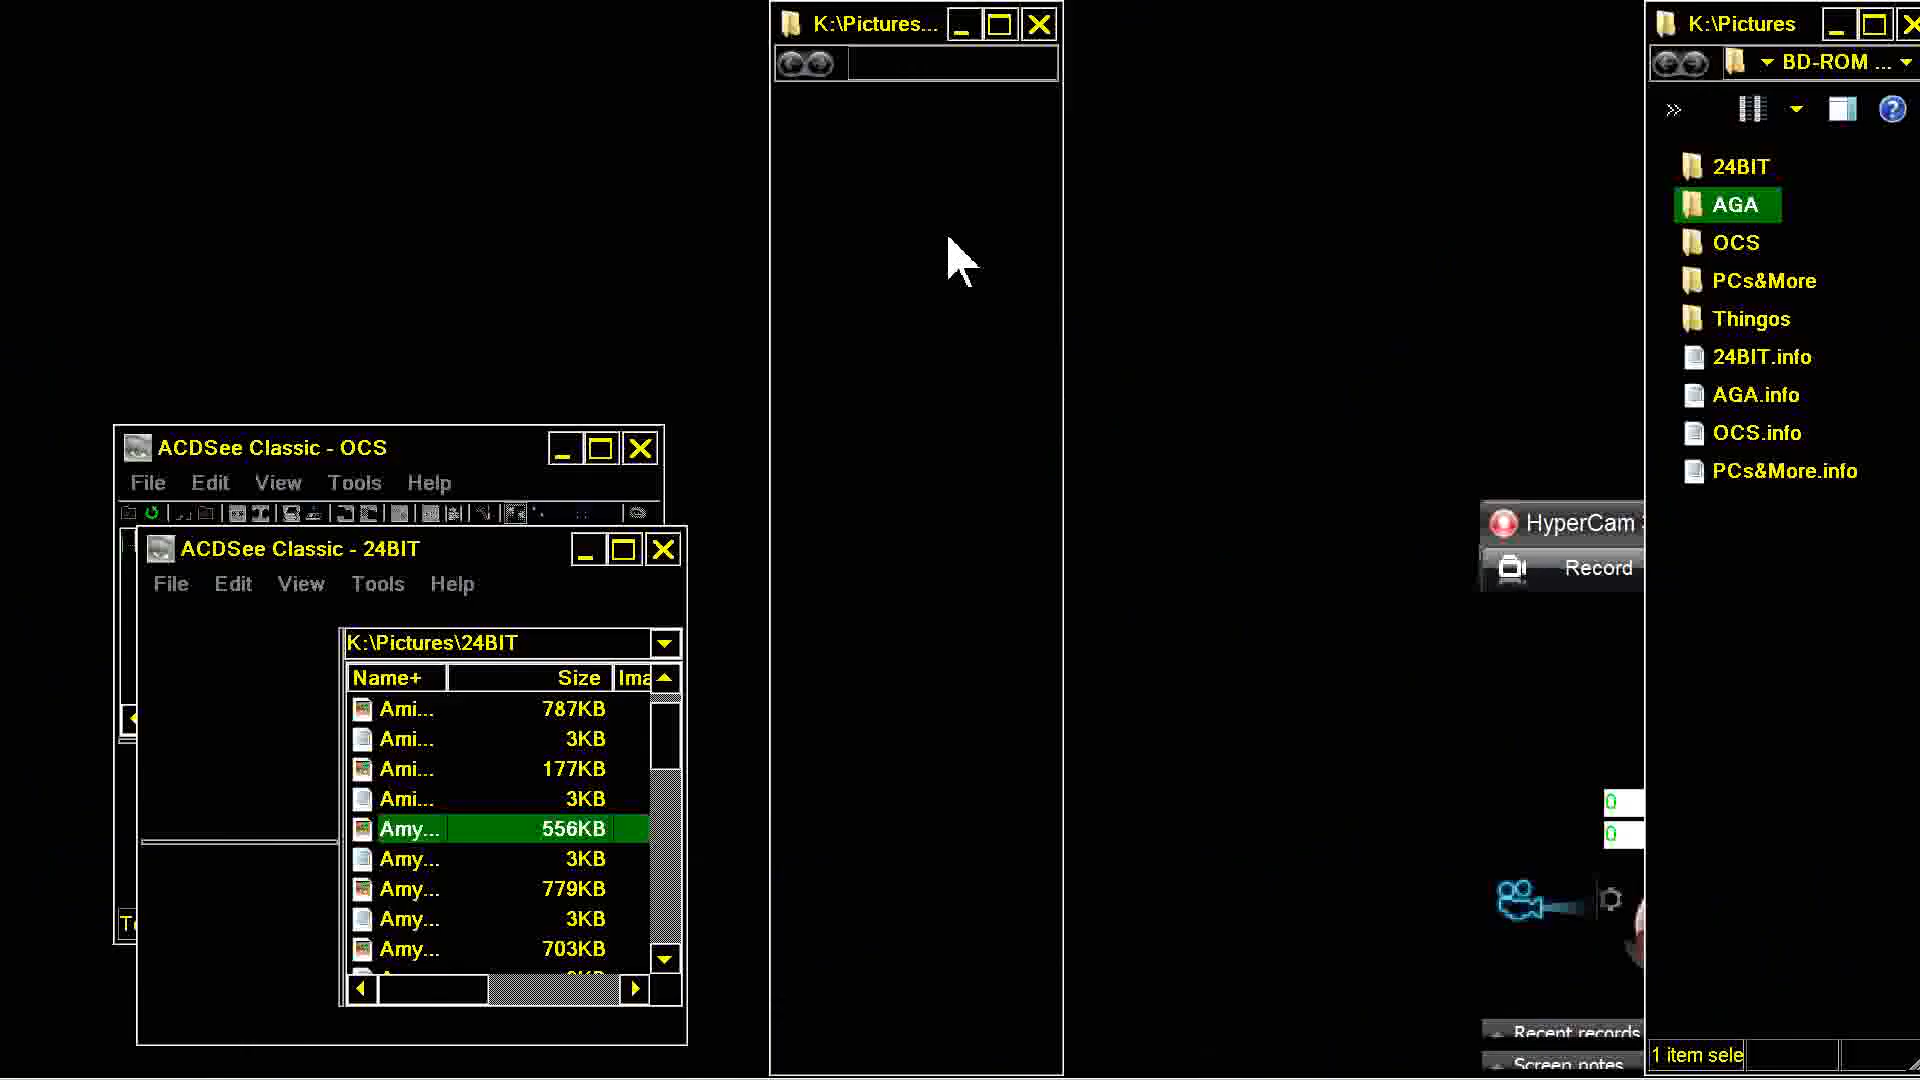 K:\Pictures...
K:\Pictures
BD-ROM ...
24BIT
AGA
OCS
PCs&More
Thingos
24BIT.info
AGA.info
OCS.info
PCs&More.info
1 item sele
ACDSee Classic - OCS
File Edit View Tools Help
ACDSee Classic - 24BIT
File Edit View Tools Help
K:\Pictures\24BIT
Name+ Size Ima
Ami... 787KB
Ami... 3KB
Ami... 177KB
Ami... 3KB
Amy... 556KB
Amy... 3KB
Amy... 779KB
Amy... 3KB
Amy... 703KB
HyperCam
Record
0
0
Recent records
Screen notes